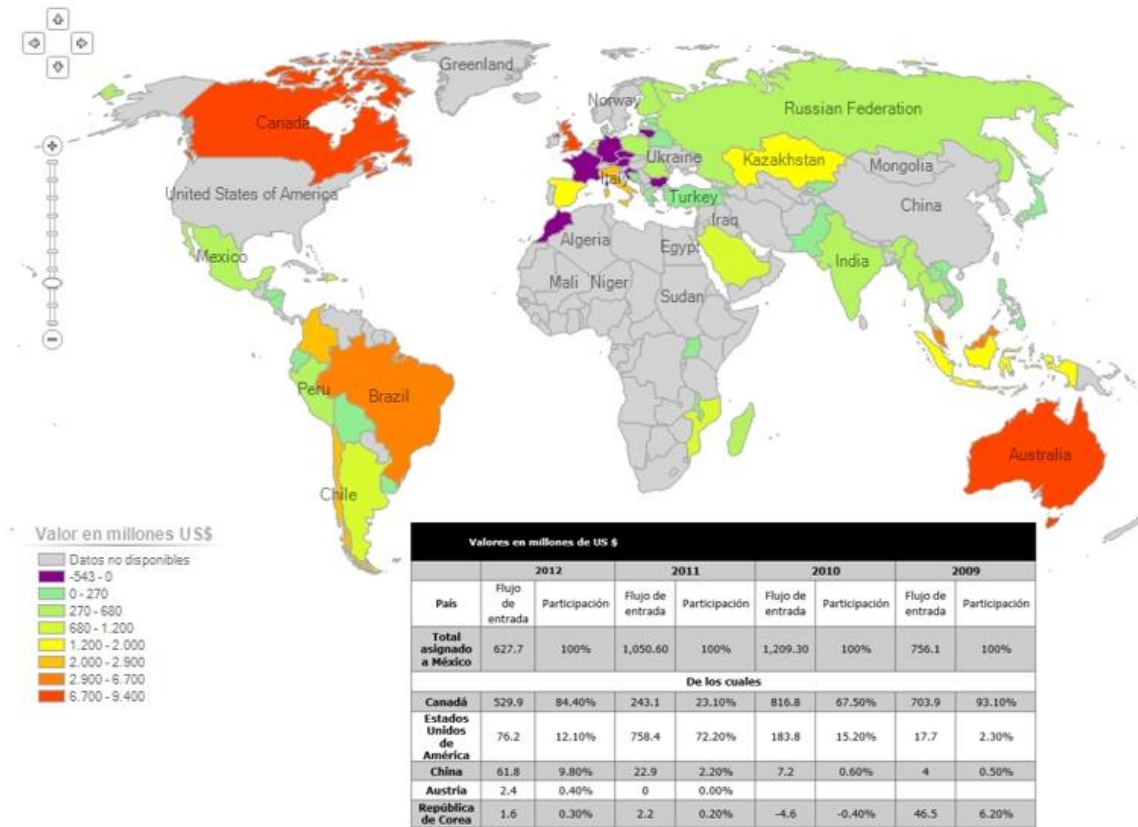 Greenland
Norway
Russian Federation
Canada
Ukraine
Kazakhstan
Mongolia
Italy
United States of America
Turkey
China
Iraq
Algeria
Egypt
Mexico
India
Mali
Niger
Sudan
Peru
Brazil
Chile
Australia
Valor en millones US$
Datos no disponibles
-543 - 0
0 - 270
270 - 680
680 - 1.200
1.200 - 2.000
2.000 - 2.900
2.900 - 6.700
6.700 - 9.400
Valores en millones de US $
2012 2011 2010 2009
País Flujo de entrada Participación Flujo de entrada Participación Flujo de entrada Participación Flujo de entrada Participación
Total asignado a México 627.7 100% 1,050.60 100% 1,209.30 100% 756.1 100%
De los cuales
Canadá 529.9 84.40% 243.1 23.10% 816.8 67.50% 703.9 93.10%
Estados Unidos de América 76.2 12.10% 758.4 72.20% 183.8 15.20% 17.7 2.30%
China 61.8 9.80% 22.9 2.20% 7.2 0.60% 4 0.50%
Austria 2.4 0.40% 0 0.00%
República de Corea 1.6 0.30% 2.2 0.20% -4.6 -0.40% 46.5 6.20%